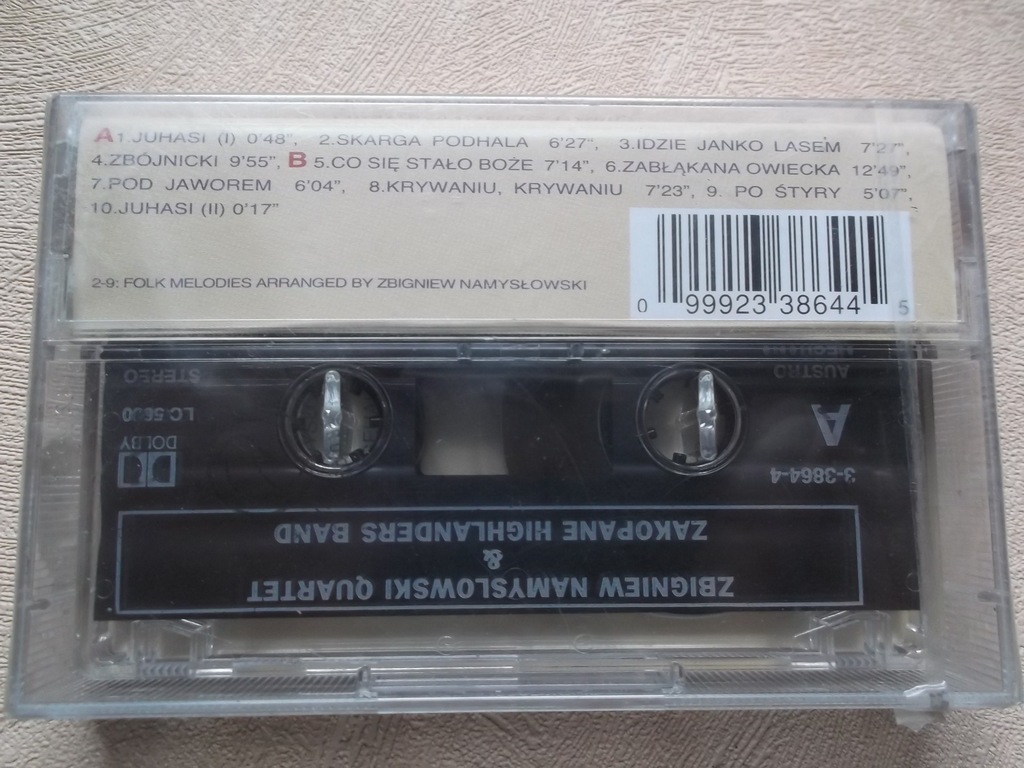 A 1.JUHASI (I) 0'48", 2.SKARGA PODHALA 6'27", 3.IDZIE JANKO LASEM 7'27",
4.ZBÓJNICKI 9'55", B 5.CO SIĘ STAŁO BOŻE 7'14", 6.ZABŁĄKANA OWIECKA 12'49",
7.POD JAWOREM 6'04", 8.KRYWANIU, KRYWANIU 7'23", 9. PO ŚTYRY 5'07",
10.JUHASI (II) 0'17"
2-9: FOLK MELODIES ARRANGED BY ZBIGNIEW NAMYSŁOWSKI
0 99923 38644 5
ZBIGNIEW NAMYSLOWSKI QUARTET
&
ZAKOPANE HIGHLANDERS BAND
3-3864-4
A
AUSTRO
DOLBY
LC-5680
STEREO